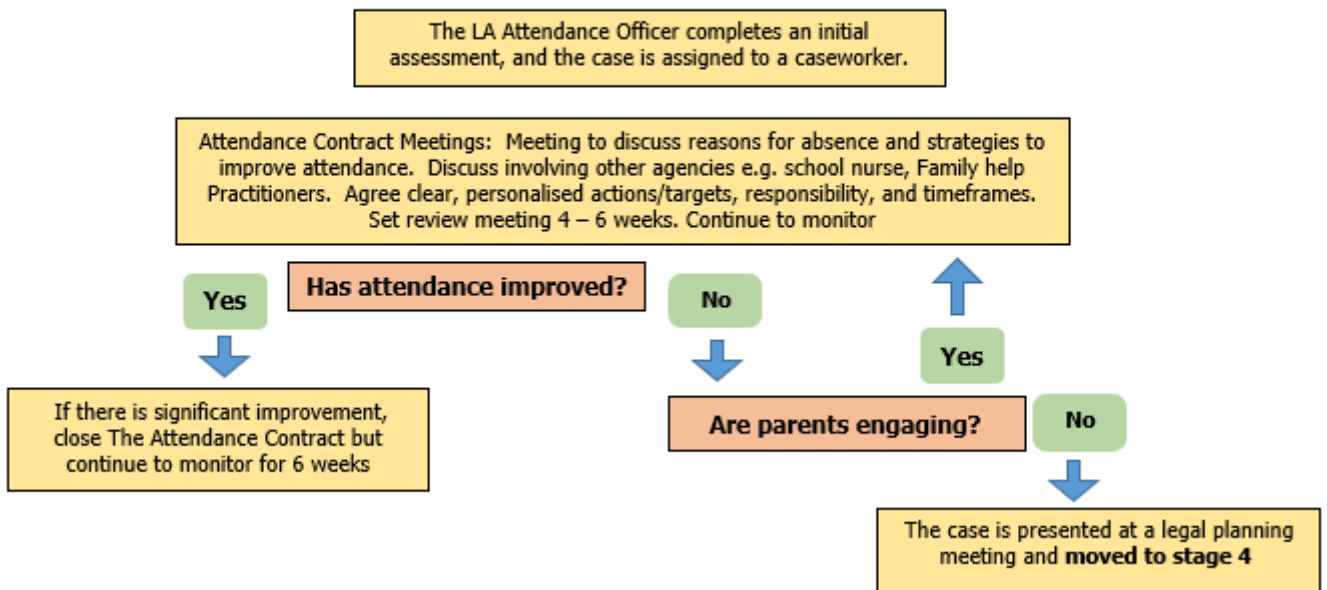 The LA Attendance Officer completes an initial
assessment, and the case is assigned to a caseworker.
Attendance Contract Meetings:  Meeting to discuss reasons for absence and strategies to
improve attendance.  Discuss involving other agencies e.g. school nurse, Family help
Practitioners.  Agree clear, personalised actions/targets, responsibility, and timeframes.
Set review meeting 4 – 6 weeks. Continue to monitor
Has attendance improved?
Yes
No
If there is significant improvement,
close The Attendance Contract but
continue to monitor for 6 weeks
Are parents engaging?
Yes
No
The case is presented at a legal planning
meeting and moved to stage 4